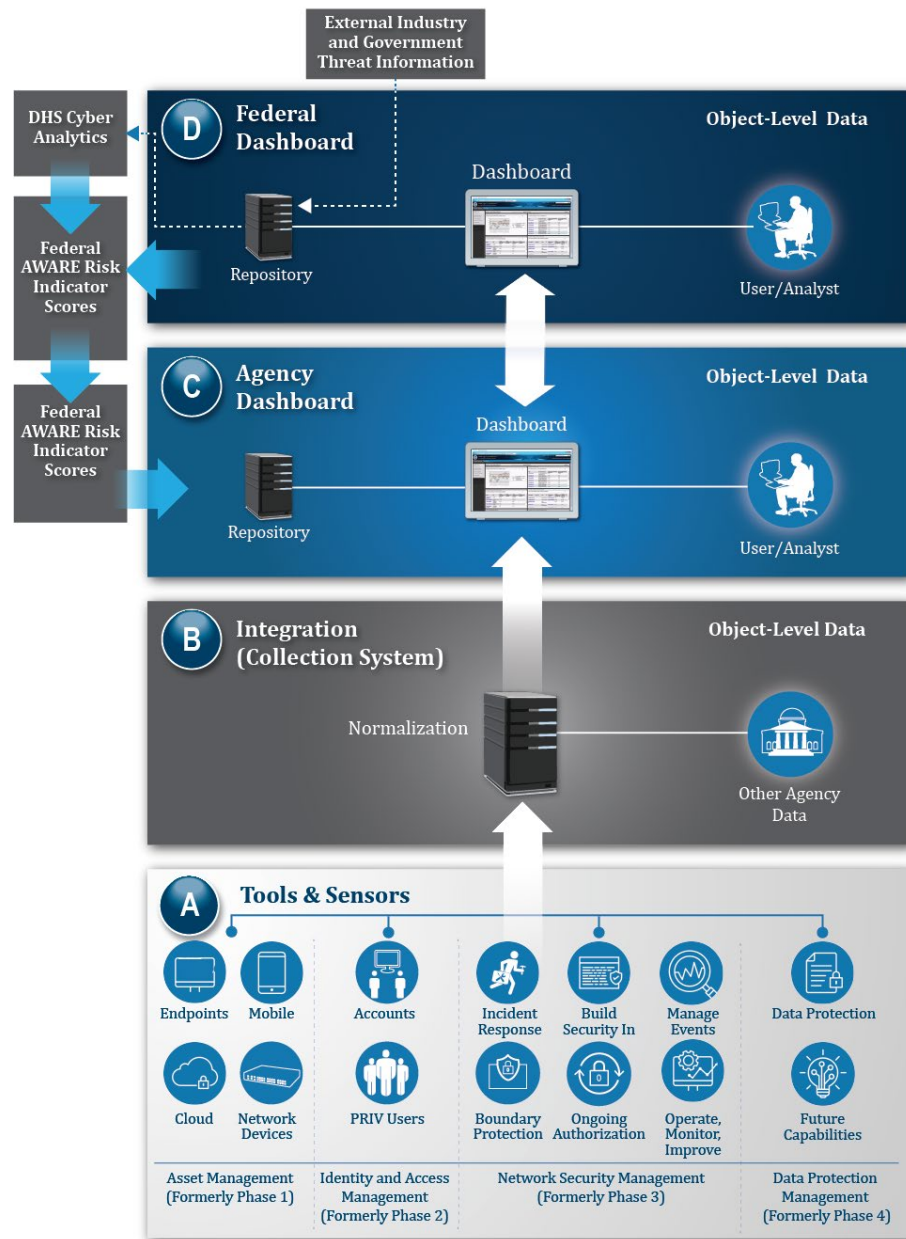 External Industry
and Government
Threat Information
DHS Cyber
Analytics
Federal
AWARE Risk
Indicator
Scores
Federal
AWARE Risk
Indicator
Scores
D
Federal
Dashboard
Object-Level Data
Dashboard
Repository
User/Analyst
C
Agency
Dashboard
Object-Level Data
Dashboard
Repository
User/Analyst
B
Integration
(Collection System)
Object-Level Data
Normalization
Other Agency
Data
A
Tools & Sensors
Endpoints
Mobile
Accounts
Incident
Response
Build
Security In
Manage
Events
Data Protection
Cloud
Network
Devices
PRIV Users
Boundary
Protection
Ongoing
Authorization
Operate,
Monitor,
Improve
Future
Capabilities
Asset Management
(Formerly Phase 1)
Identity and Access
Management
(Formerly Phase 2)
Network Security Management
(Formerly Phase 3)
Data Protection
Management
(Formerly Phase 4)